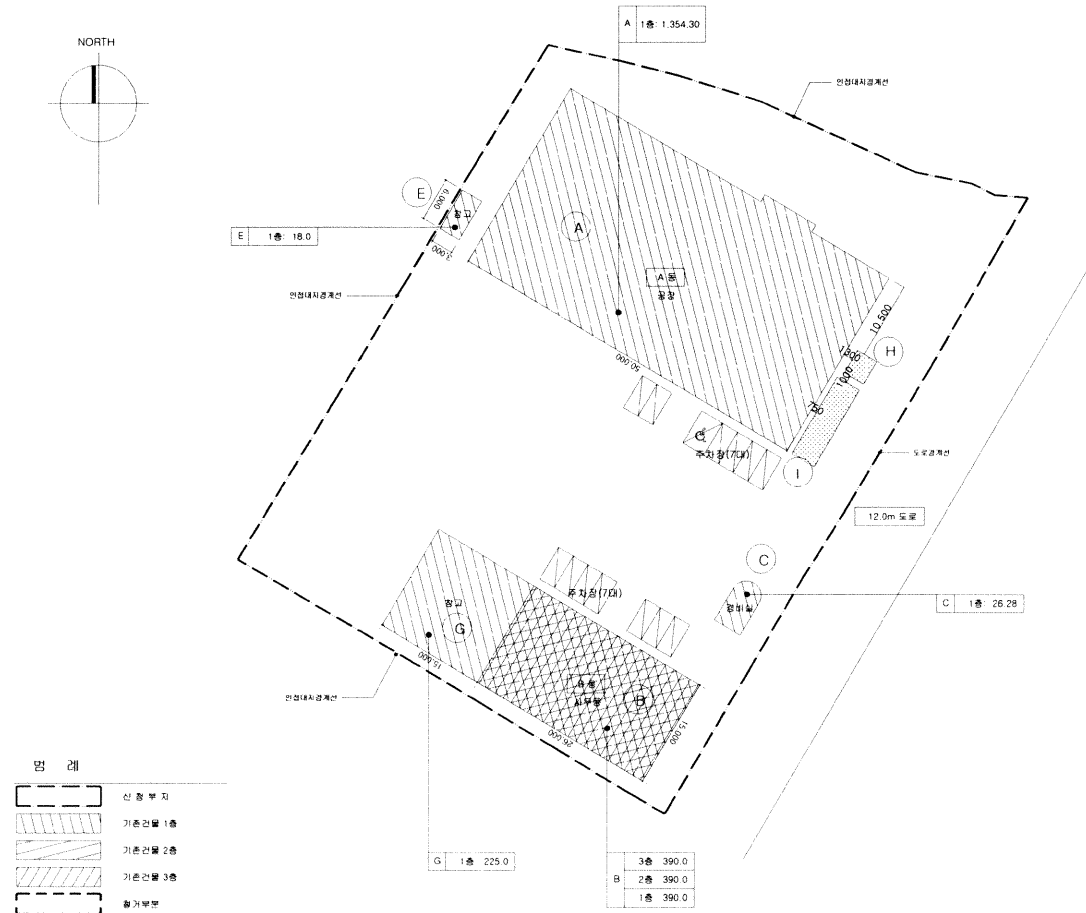 NORTH
A 1층: 1.354.30
인접대지경계선
E
6.000
창고
3.000
E 1층: 18.0
인접대지경계선
A
A 동
공장
10.500
H
1300
1000
750
50.000
주차장(7대)
I
도로경계선
12.0m 도로
C
경비실
C 1층: 26.28
주차장(7대)
창고
G
15.000
인접대지경계선
B
사무동
26.000
15.000
범 례
신 청 부 지
기존건물 1층
기존건물 2층
기존건물 3층
철거부분
G 1층 225.0
B
3층 390.0
2층 390.0
1층 390.0